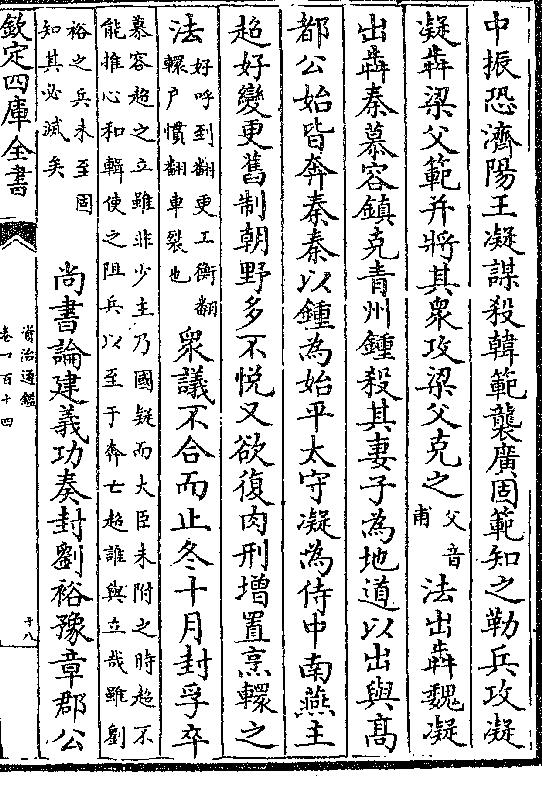 中振恐濟陽王凝謀殺韓範襲廣固範知之勒兵攻凝
凝犇梁父範并將其衆攻梁父克之父音甫法出犇魏凝
出犇秦慕容鎮克青州鍾殺其妻子為地道以出與髙
都公始皆奔秦秦以鍾為始平太守凝為侍中南燕主
超好變更舊制朝野多不悦又欲復肉刑增置烹轘之
法好呼到翻更工衡翻轘户慣翻車裂也衆議不合而止冬十月封孚卒
慕容超之立雖非少主乃國疑而大臣未附之時超不
能推心和輯使之阻兵以至于奔亡超誰與立哉雖劉
裕之兵未至固
知其必滅矣
尚書論建義功奏封劉裕豫章郡公
欽定四庫全書
資治通鑑
卷一百十四
十八